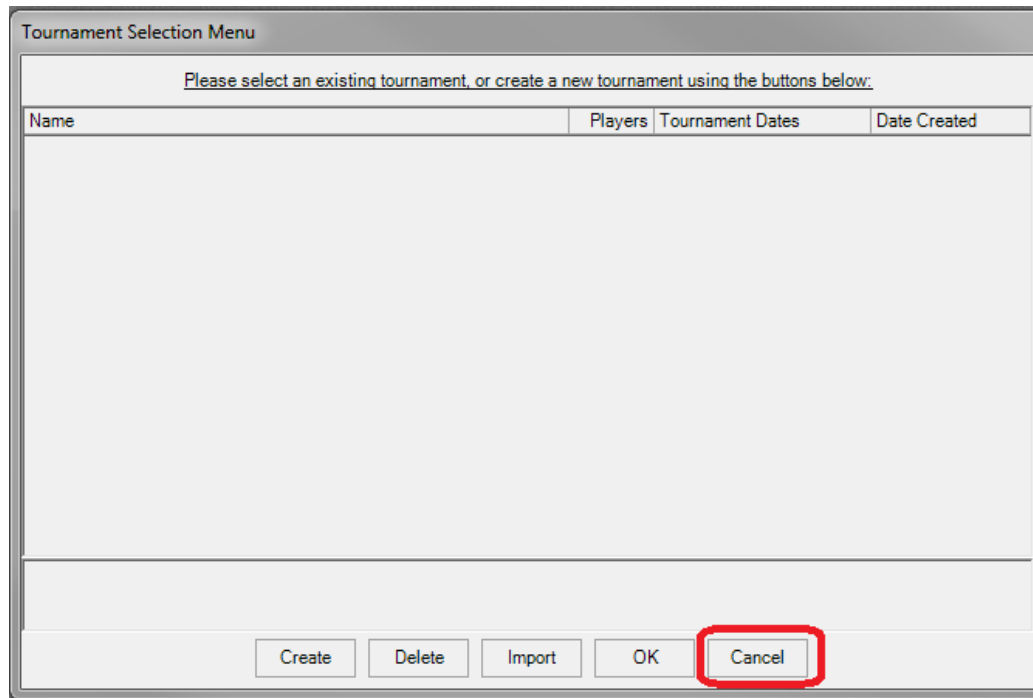 Tournament Selection Menu
Please select an existing tournament, or create a new tournament using the buttons below:
Name Players Tournament Dates Date Created
Create Delete Import OK Cancel